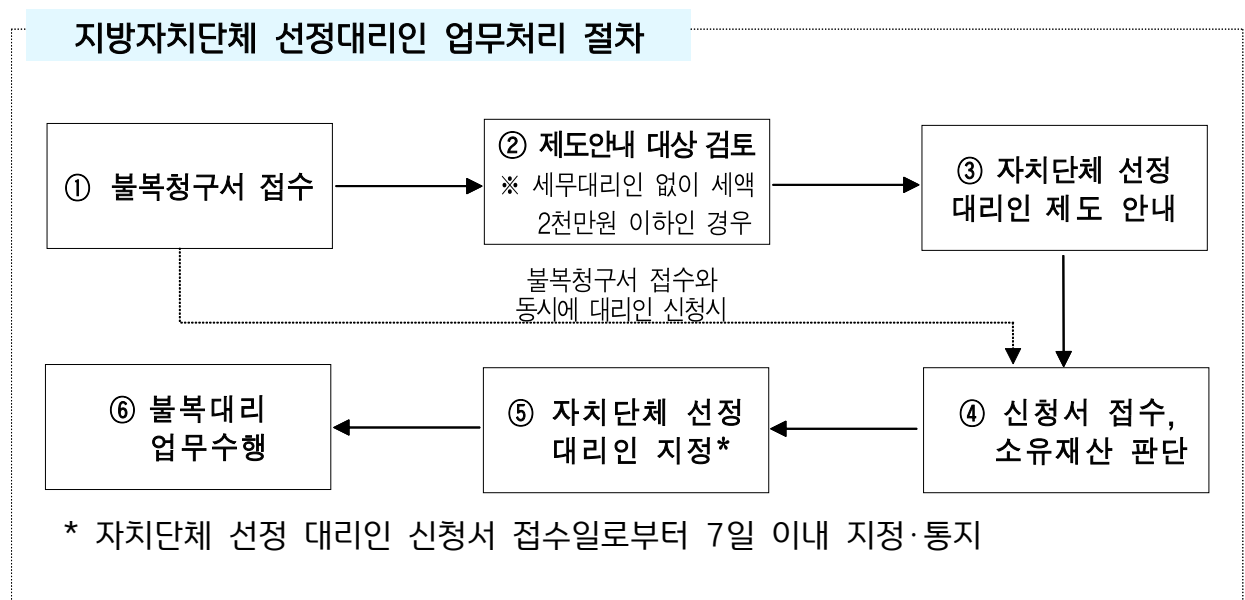 지방자치단체 선정대리인 업무처리 절차
① 불복청구서 접수
② 제도안내 대상 검토
※ 세무대리인 없이 세액
2천만원 이하인 경우
③ 자치단체 선정
대리인 제도 안내
불복청구서 접수와
동시에 대리인 신청시
④ 신청서 접수,
소유재산 판단
⑤ 자치단체 선정
대리인 지정*
⑥ 불복대리
업무수행
* 자치단체 선정 대리인 신청서 접수일로부터 7일 이내 지정·통지